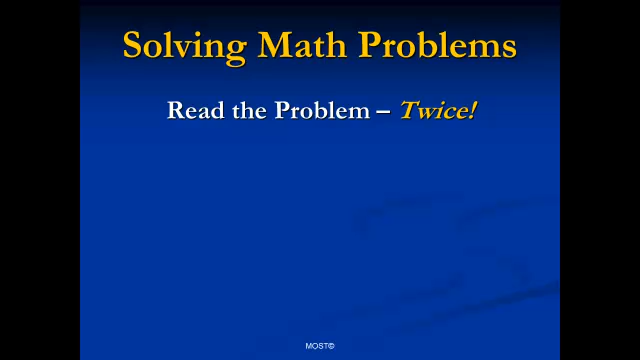 Solving Math Problems
Read the Problem – Twice!
MOST©